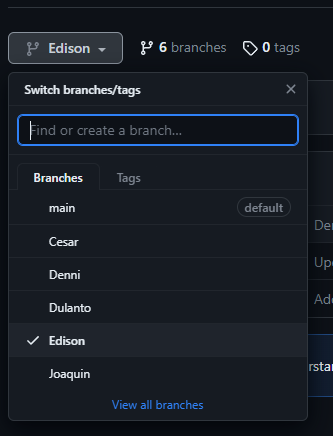 Edison
6 branches
0 tags
Switch branches/tags
Find or create a branch...
Branches
Tags
main
default
Cesar
Denni
Dulanto
Edison
Joaquin
View all branches